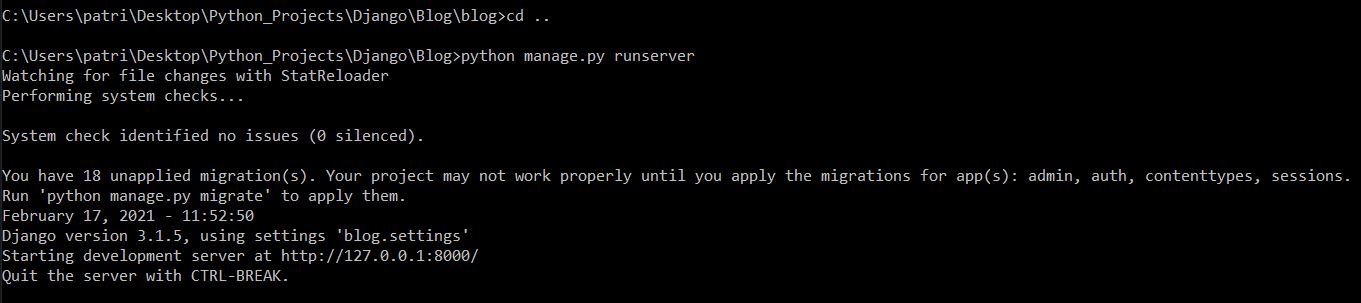 C:\Users\patri\Desktop\Python_Projects\Django\Blog\blog>cd ..
C:\Users\patri\Desktop\Python_Projects\Django\Blog>python manage.py runserver
Watching for file changes with StatReloader
Performing system checks...
System check identified no issues (0 silenced).
You have 18 unapplied migration(s). Your project may not work properly until you apply the migrations for app(s): admin, auth, contenttypes, sessions.
Run 'python manage.py migrate' to apply them.
February 17, 2021 - 11:52:50
Django version 3.1.5, using settings 'blog.settings'
Starting development server at http://127.0.0.1:8000/
Quit the server with CTRL-BREAK.